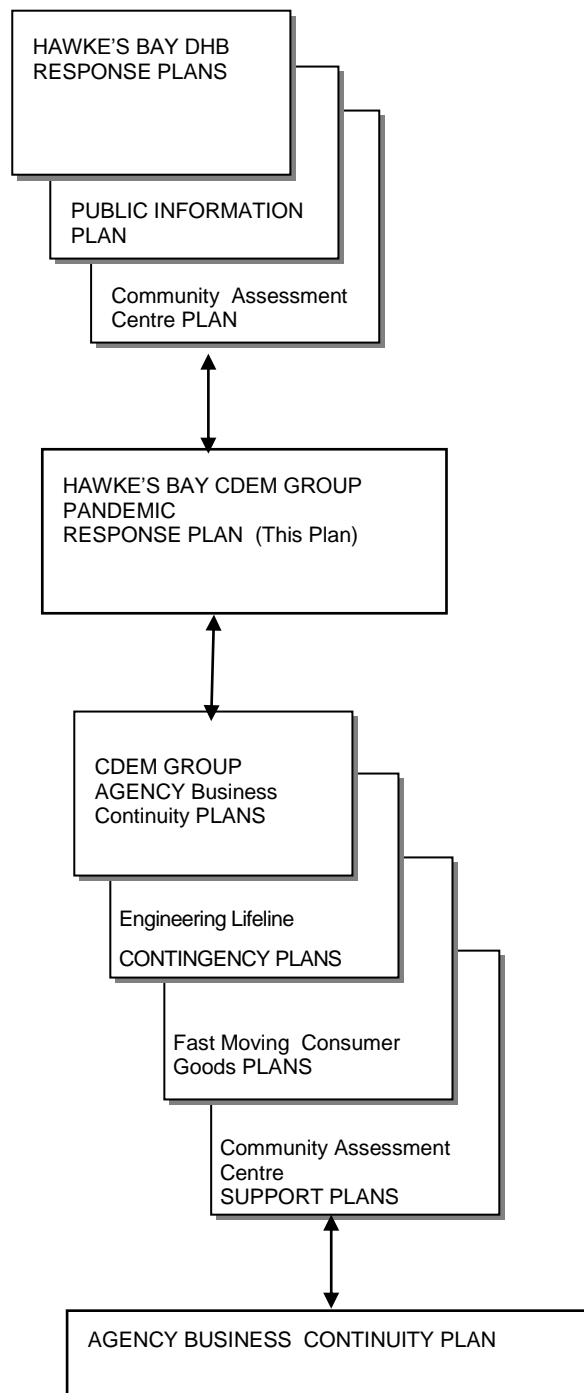 HAWKE'S BAY DHB
RESPONSE PLANS
PUBLIC INFORMATION
PLAN
Community Assessment
Centre PLAN
HAWKE'S BAY CDEM GROUP
PANDEMIC
RESPONSE PLAN (This Plan)
CDEM GROUP
AGENCY Business
Continuity PLANS
Engineering Lifeline
CONTINGENCY PLANS
Fast Moving Consumer
Goods PLANS
Community Assessment
Centre
SUPPORT PLANS
AGENCY BUSINESS CONTINUITY PLAN